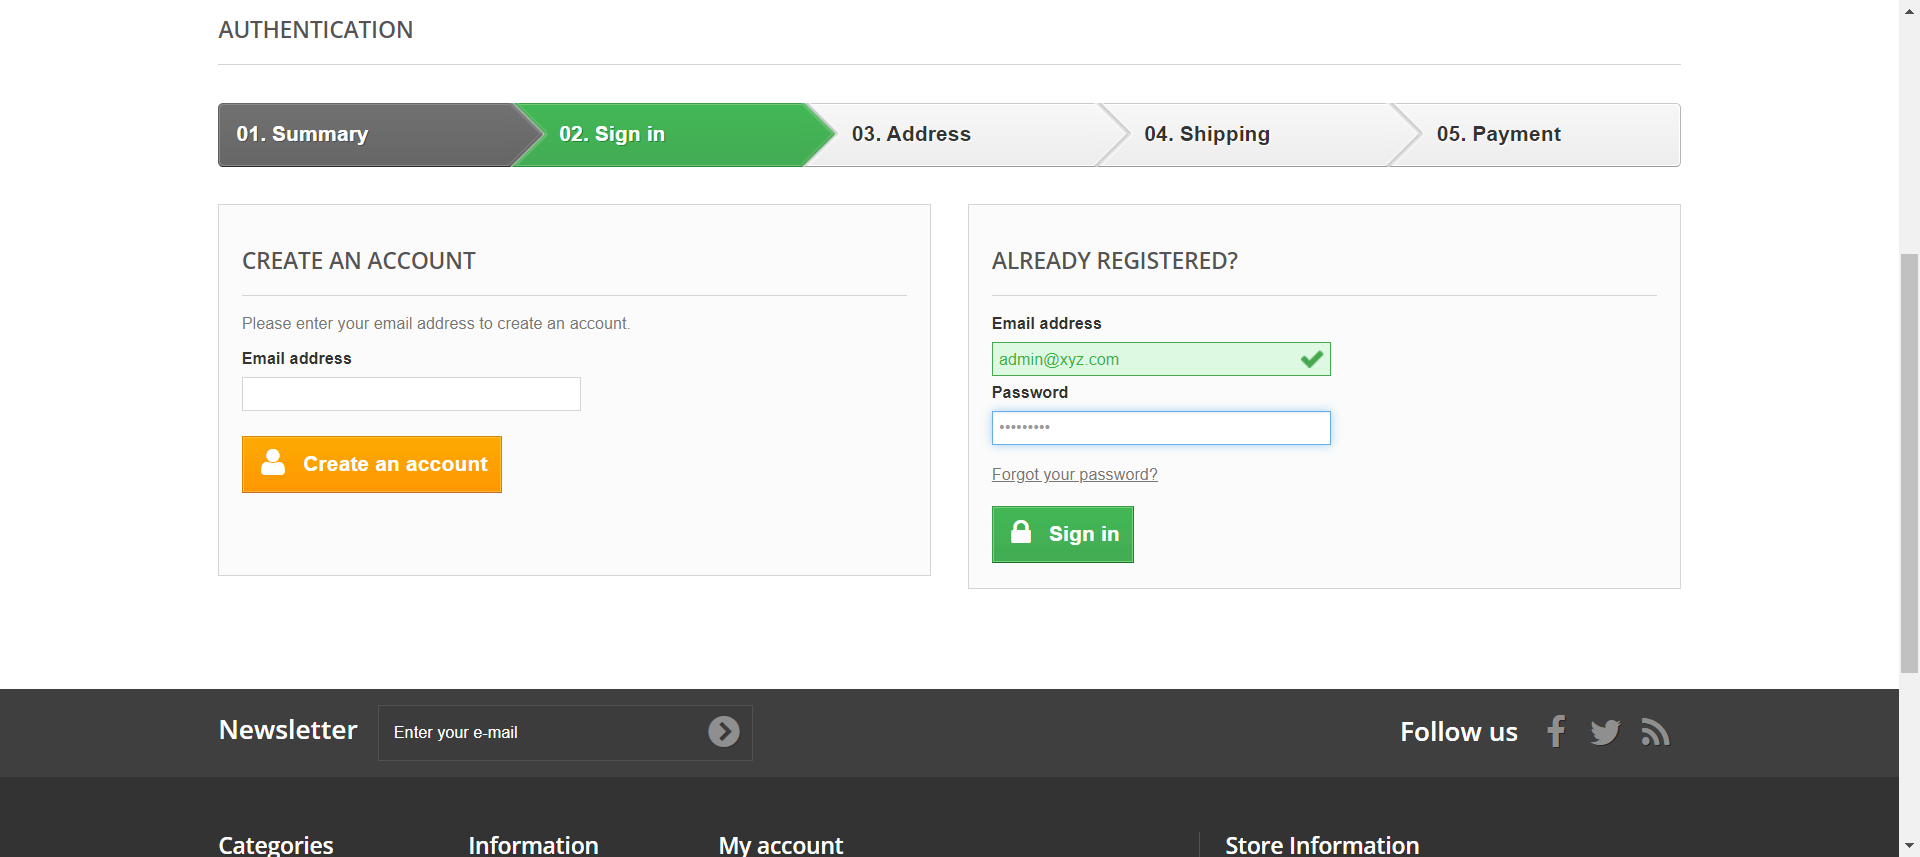 AUTHENTICATION
01. Summary
02. Sign in
03. Address
04. Shipping
05. Payment
CREATE AN ACCOUNT
Please enter your email address to create an account.
Email address
Create an account
ALREADY REGISTERED?
Email address
admin@xyz.com
Password
•••••••••
Forgot your password?
Sign in
Newsletter
Enter your e-mail
Follow us
Categories
Information
My account
Store Information